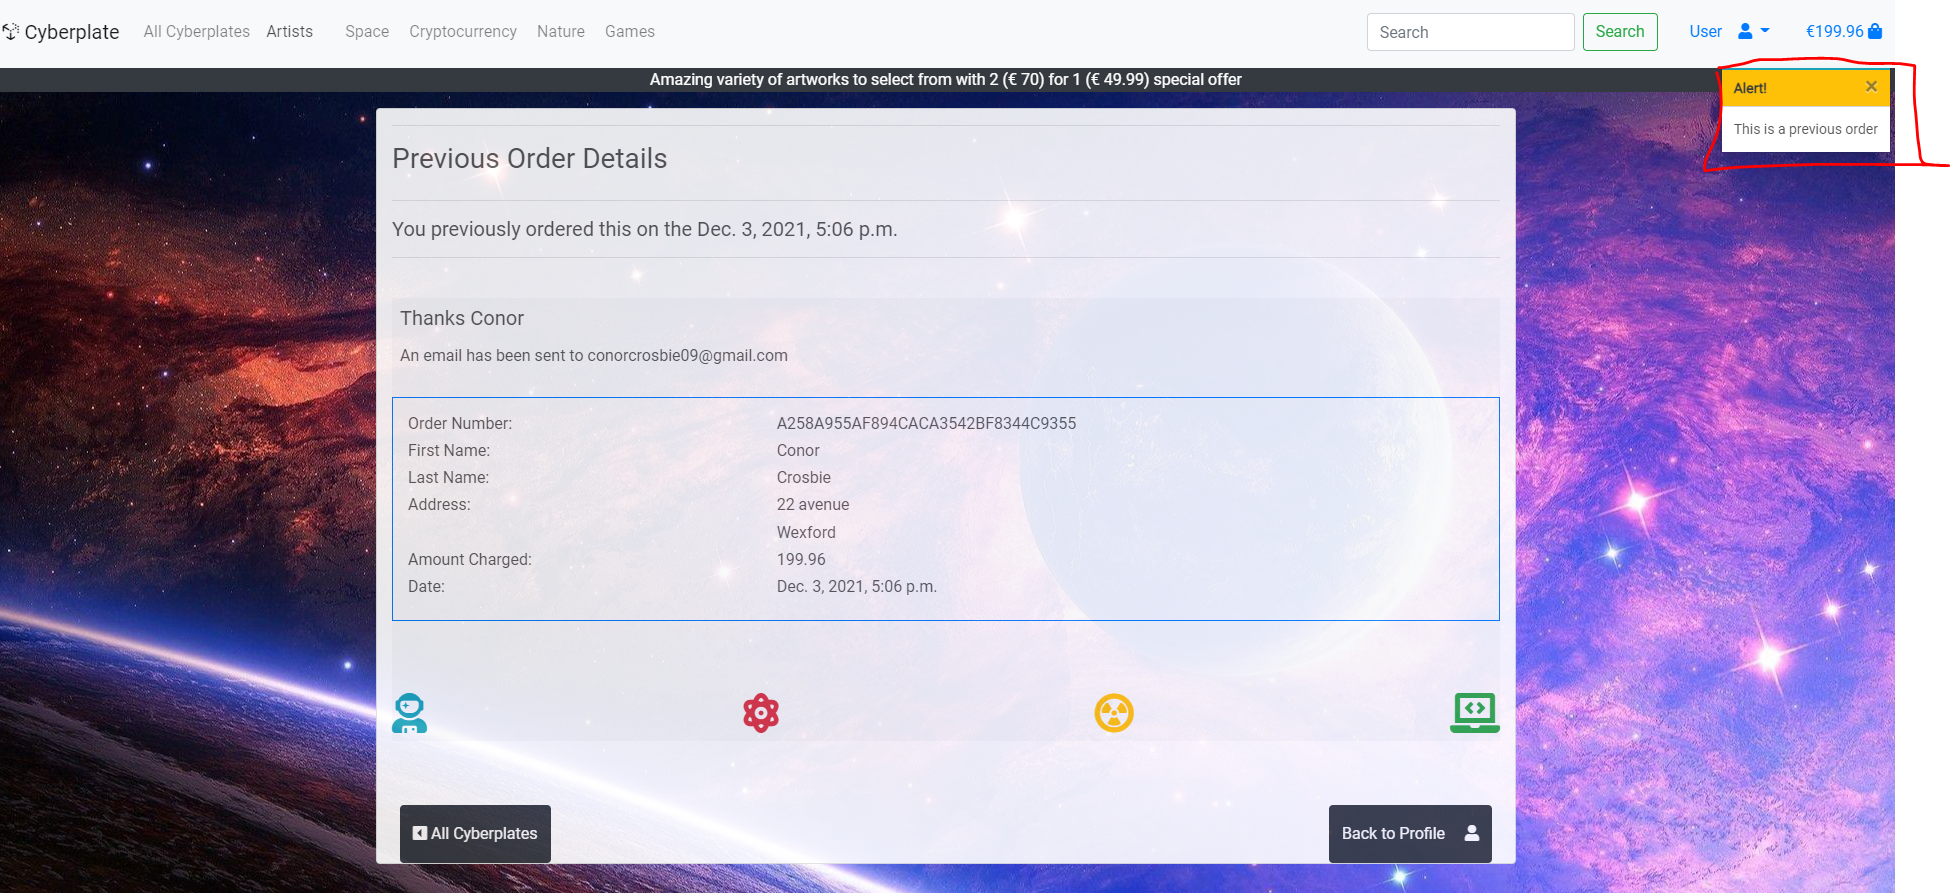 Cyberplate All Cyberplates Artists Space Cryptocurrency Nature Games Search Search User €199.96
Amazing variety of artworks to select from with 2 (€ 70) for 1 (€ 49.99) special offer
Alert! ×
This is a previous order
Previous Order Details
You previously ordered this on the Dec. 3, 2021, 5:06 p.m.
Thanks Conor
An email has been sent to conorcrosbie09@gmail.com
Order Number: A258A955AF894CACA3542BF8344C9355
First Name: Conor
Last Name: Crosbie
Address: 22 avenue
Wexford
Amount Charged: 199.96
Date: Dec. 3, 2021, 5:06 p.m.
All Cyberplates Back to Profile